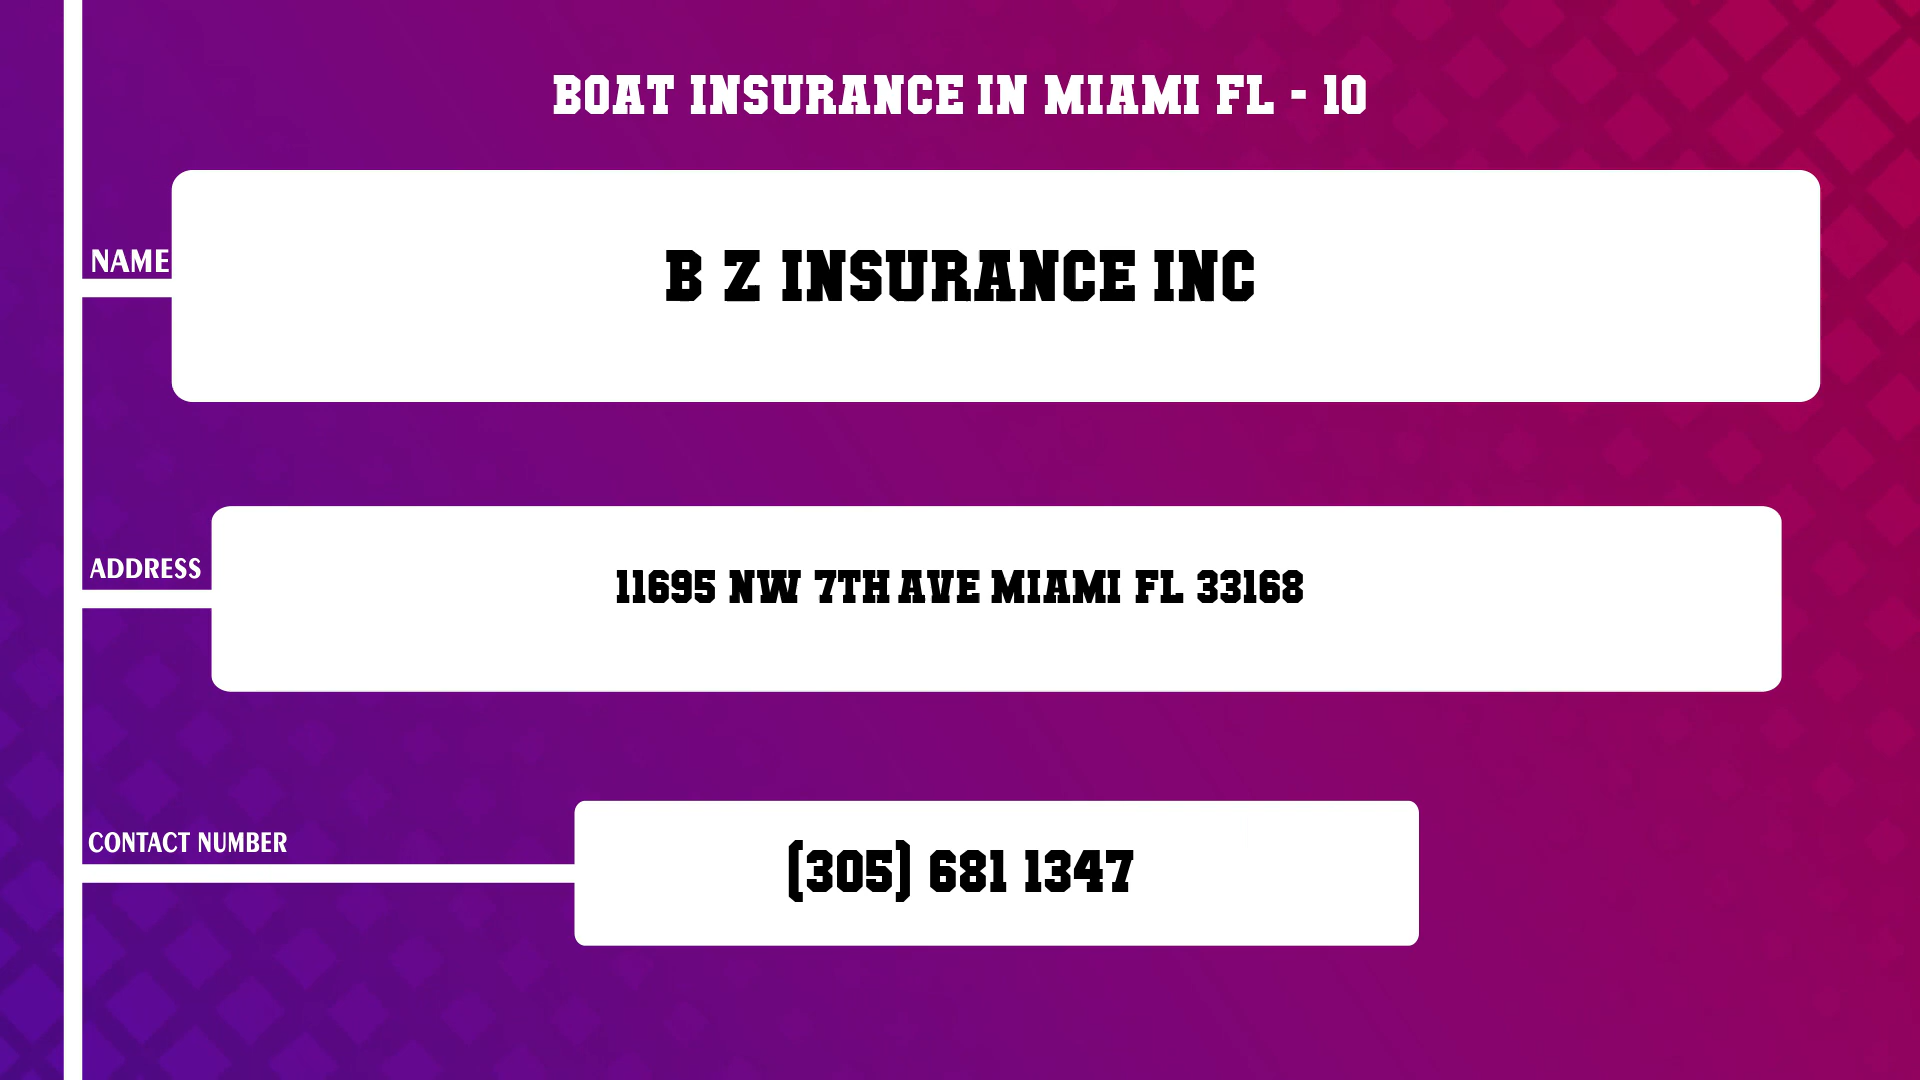 BOAT INSURANCE IN MIAMI FL - 10
NAME
B Z INSURANCE INC
ADDRESS
11695 NW 7TH AVE MIAMI FL 33168
CONTACT NUMBER
(305) 681 1347